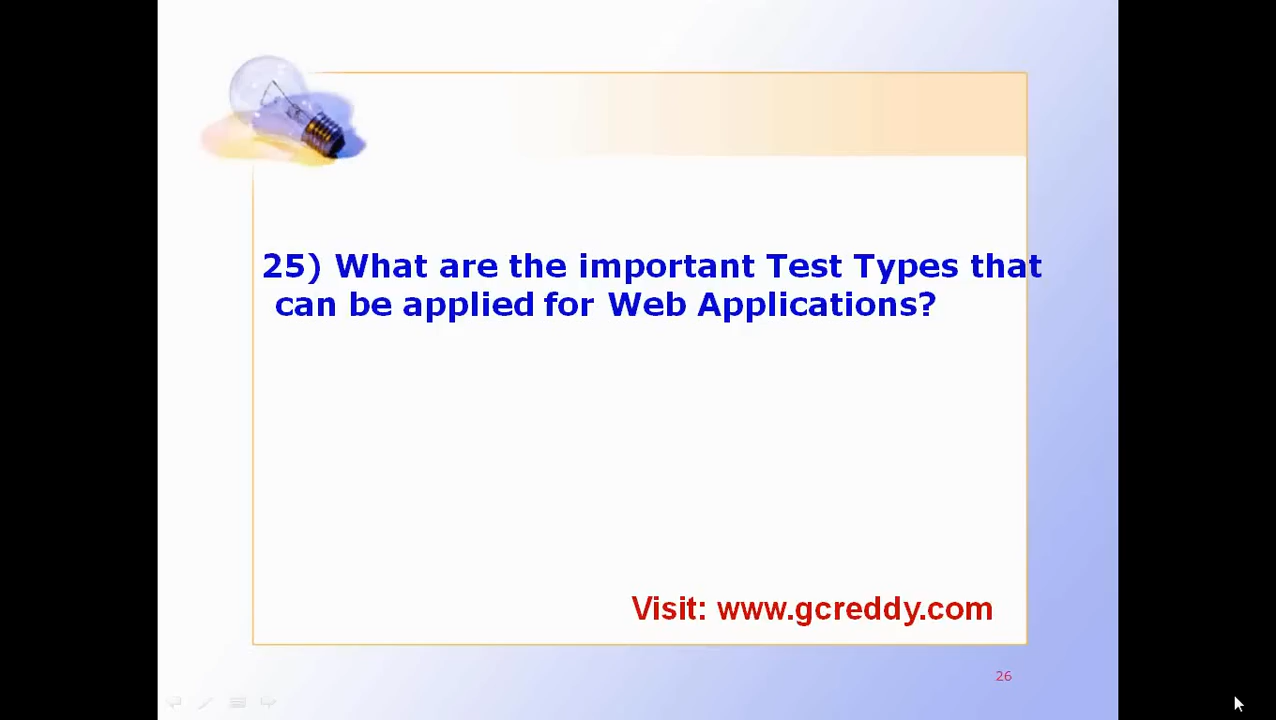 25) What are the important Test Types that
can be applied for Web Applications?
Visit: www.gcreddy.com
26